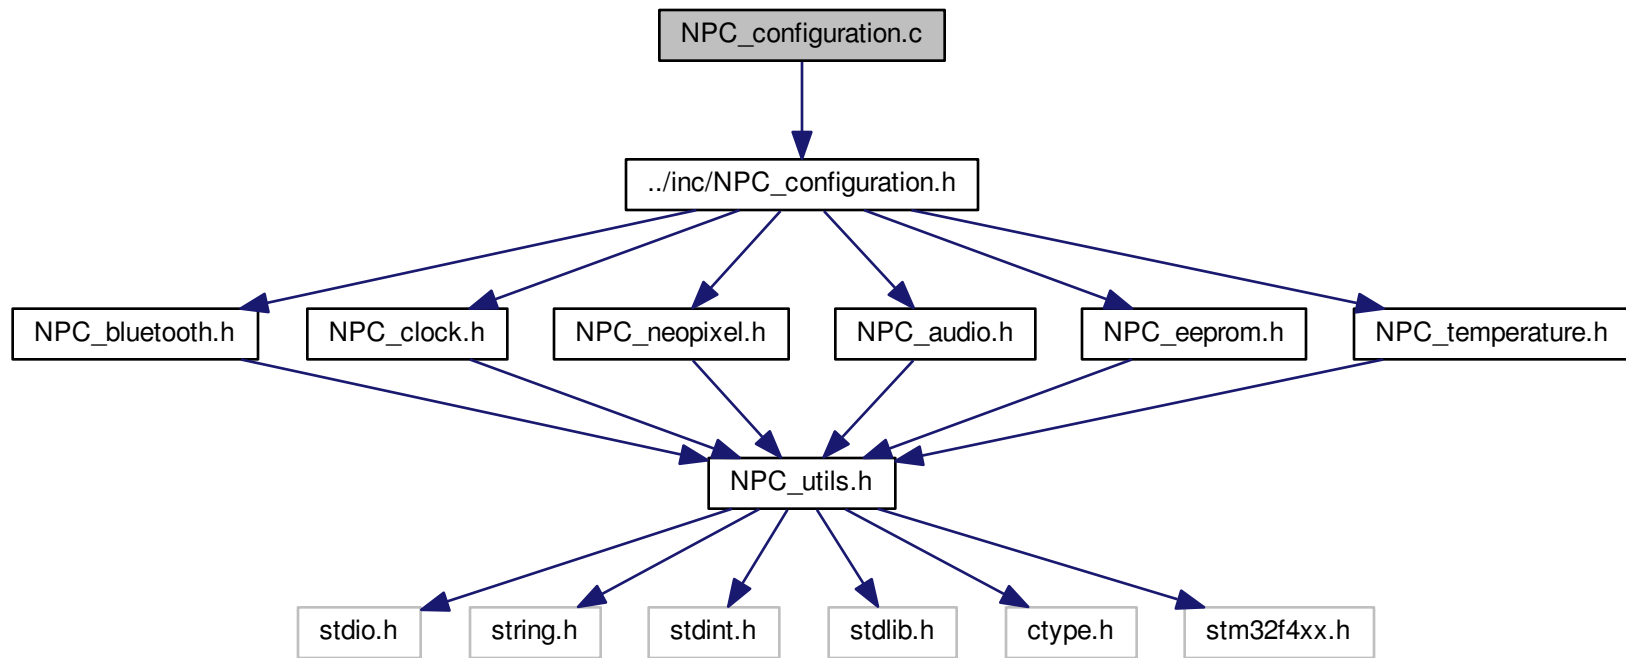 NPC_configuration.c
../inc/NPC_configuration.h
NPC_bluetooth.h
NPC_clock.h
NPC_neopixel.h
NPC_audio.h
NPC_eeprom.h
NPC_temperature.h
NPC_utils.h
stdio.h
string.h
stdint.h
stdlib.h
ctype.h
stm32f4xx.h